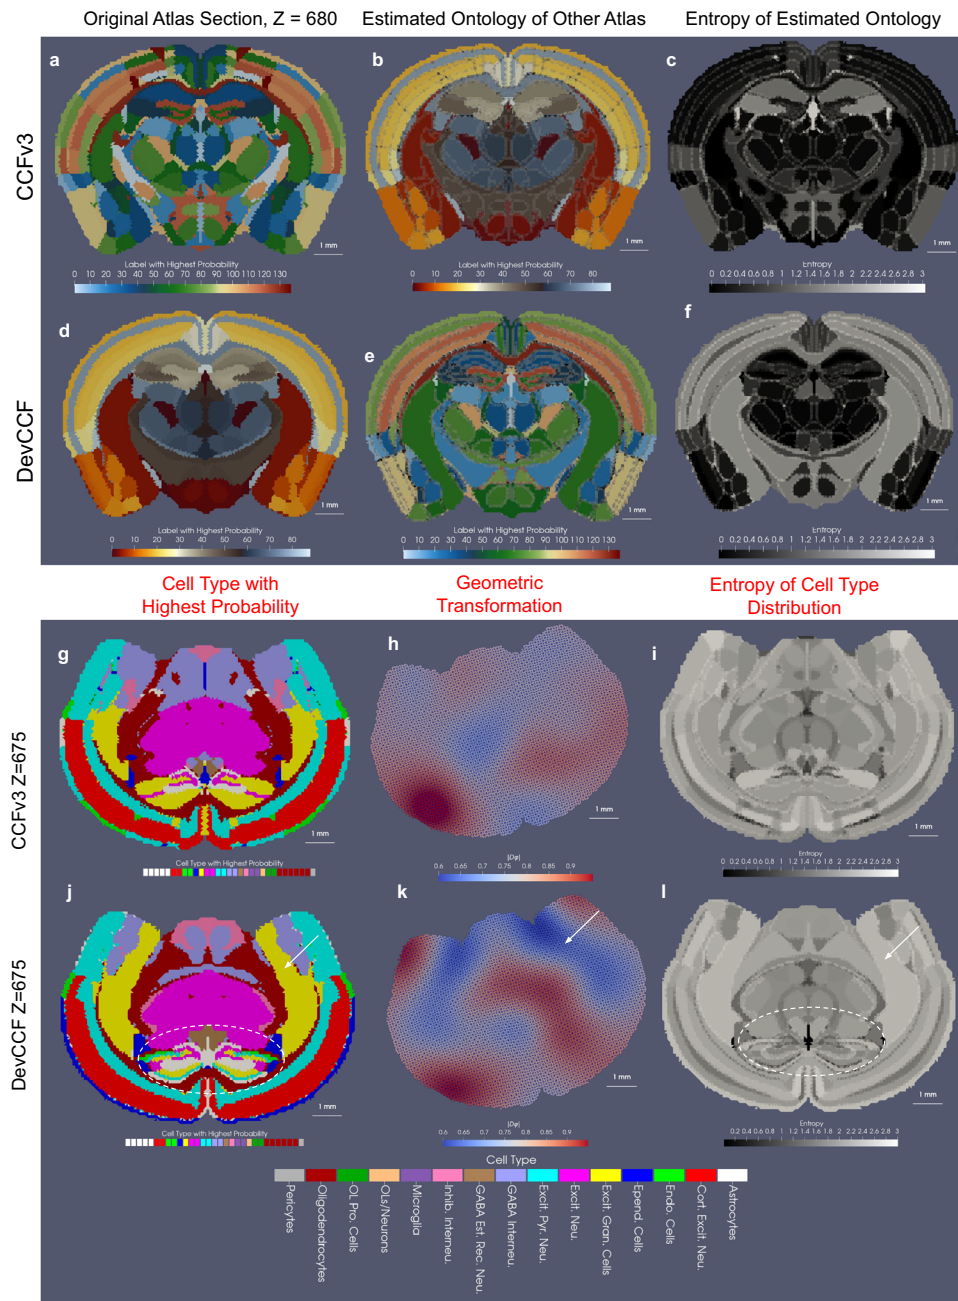 Original Atlas Section, Z = 680
Estimated Ontology of Other Atlas
Entropy of Estimated Ontology
CCFv3
a
b
c
1 mm
1 mm
1 mm
Label with Highest Probability
0 10 20 30 40 50 60 70 80 90 100 110 120 130
Label with Highest Probability
0 10 20 30 40 50 60 70 80
Entropy
0 0.2 0.4 0.6 0.8 1 1.2 1.4 1.6 1.8 2 2.2 2.4 2.6 2.8 3
DevCCF
d
e
f
1 mm
1 mm
1 mm
Label with Highest Probability
0 10 20 30 40 50 60 70 80
Label with Highest Probability
0 10 20 30 40 50 60 70 80 90 100 110 120 130
Entropy
0 0.2 0.4 0.6 0.8 1 1.2 1.4 1.6 1.8 2 2.2 2.4 2.6 2.8 3
Cell Type with
Highest Probability
Geometric
Transformation
Entropy of Cell Type
Distribution
CCFv3 Z=675
g
h
i
1 mm
1 mm
1 mm
Cell Type with Highest Probability
|Dφ|
0.6 0.65 0.7 0.75 0.8 0.85 0.9
Entropy
0.2 0.4 0.6 0.8 1 1.2 1.4 1.6 1.8 2 2.2 2.4 2.6 2.8 3
DevCCF Z=675
j
k
l
1 mm
1 mm
1 mm
Cell Type with Highest Probability
|Dφ|
0.6 0.65 0.7 0.75 0.8 0.85 0.9
Entropy
0.2 0.4 0.6 0.8 1 1.2 1.4 1.6 1.8 2 2.2 2.4 2.6 2.8 3
Cell Type
-Pericytes
-Oligodendrocytes
-OL Pro. Cells
-OLs/Neurons
-Microglia
-Inhib. Interneu.
-GABA Est. Rec. Neu.
-GABA Interneu.
-Excit. Pyr. Neu.
-Excit. Neu.
-Excit. Gran. Cells
-Epend. Cells
-Endo. Cells
-Cort. Excit. Neu.
-Astrocytes